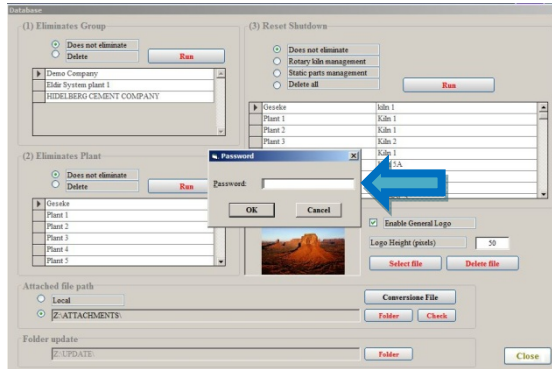 Database
(1) Eliminates Group
Does not eliminate
Delete
Run
Demo Company
Eldir System plant 1
HIDELBERG CEMENT COMPANY
(2) Eliminates Plant
Does not eliminate
Delete
Run
Geseke
Plant 1
Plant 2
Plant 3
Plant 4
Plant 5
(3) Reset Shutdown
Does not eliminate
Rotary kiln management
Static parts management
Delete all
Run
Geseke kiln 1
Plant 1 Kiln 1
Plant 2 Kiln 1
Plant 3 Kiln 2
Kiln 1
5A
Password
Password:
OK Cancel
Enable General Logo
Logo Height (pixels) 50
Select file Delete file
Attached file path
Local
Conversione File
Z:\ATTACHMENTS\
Folder Check
Folder update
Z:\UPDATE\
Folder
Close